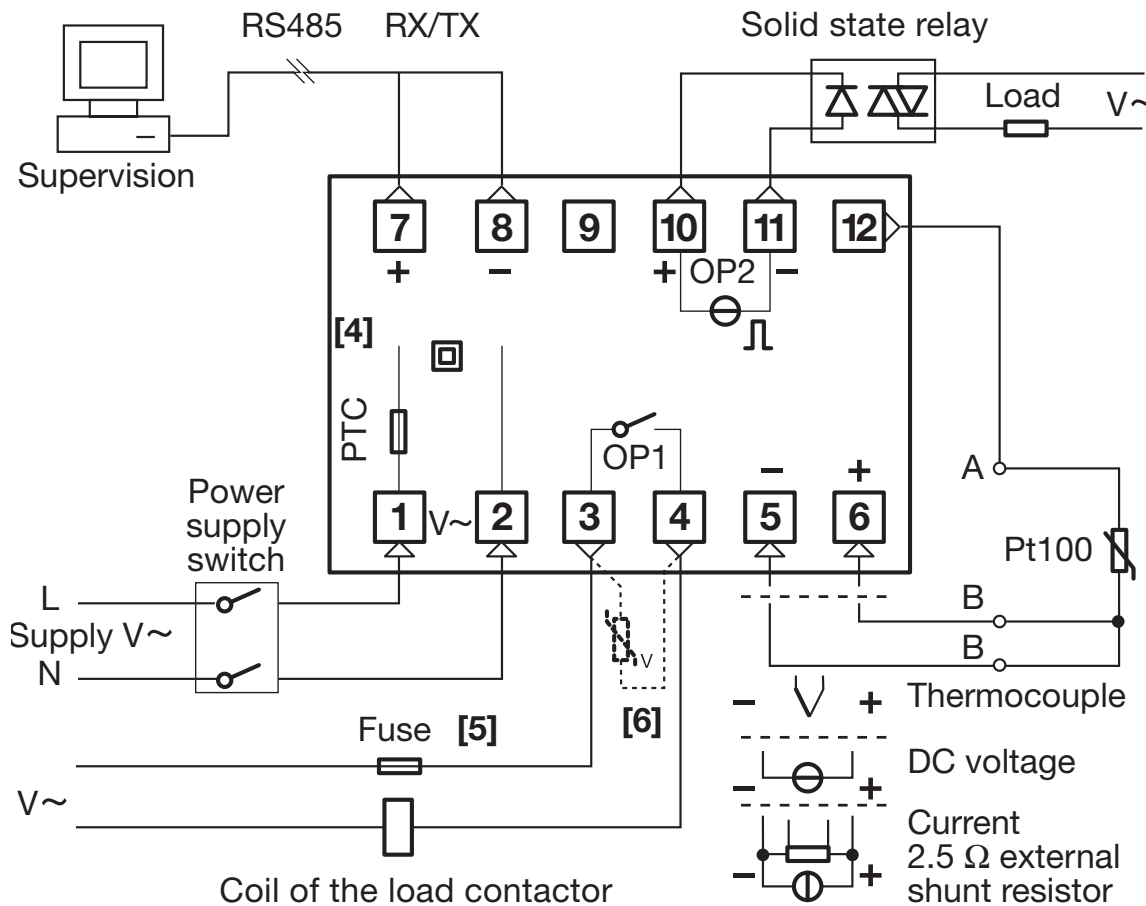 RS485 RX/TX
Solid state relay
Load
V~
Supervision
7
8
9
10
11
12
+
−
+
OP2
−
[4]
PTC
OP1
−
+
A
Power
supply
switch
1
V~
2
3
4
5
6
Pt100
L
B
Supply V~
B
N
V
Thermocouple
−
+
Fuse [5]
[6]
DC voltage
−
+
V~
Current
2.5 Ω external
shunt resistor
−
+
Coil of the load contactor